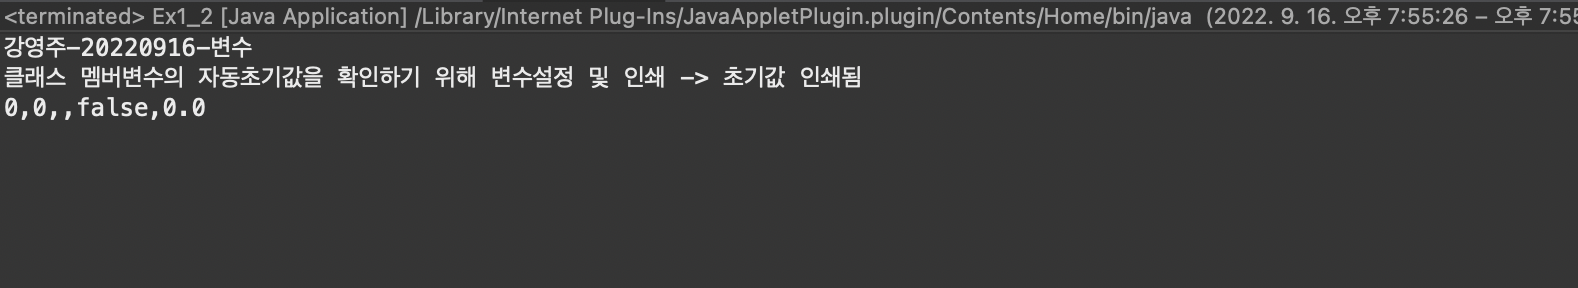 <terminated> Ex1_2 [Java Application] /Library/Internet Plug-Ins/JavaAppletPlugin.plugin/Contents/Home/bin/java (2022. 9. 16. 오후 7:55:26 – 오후 7:55
강영주-20220916-변수
클래스 멤버변수의 자동초기값을 확인하기 위해 변수설정 및 인쇄 -> 초기값 인쇄됨
0,0,,false,0.0